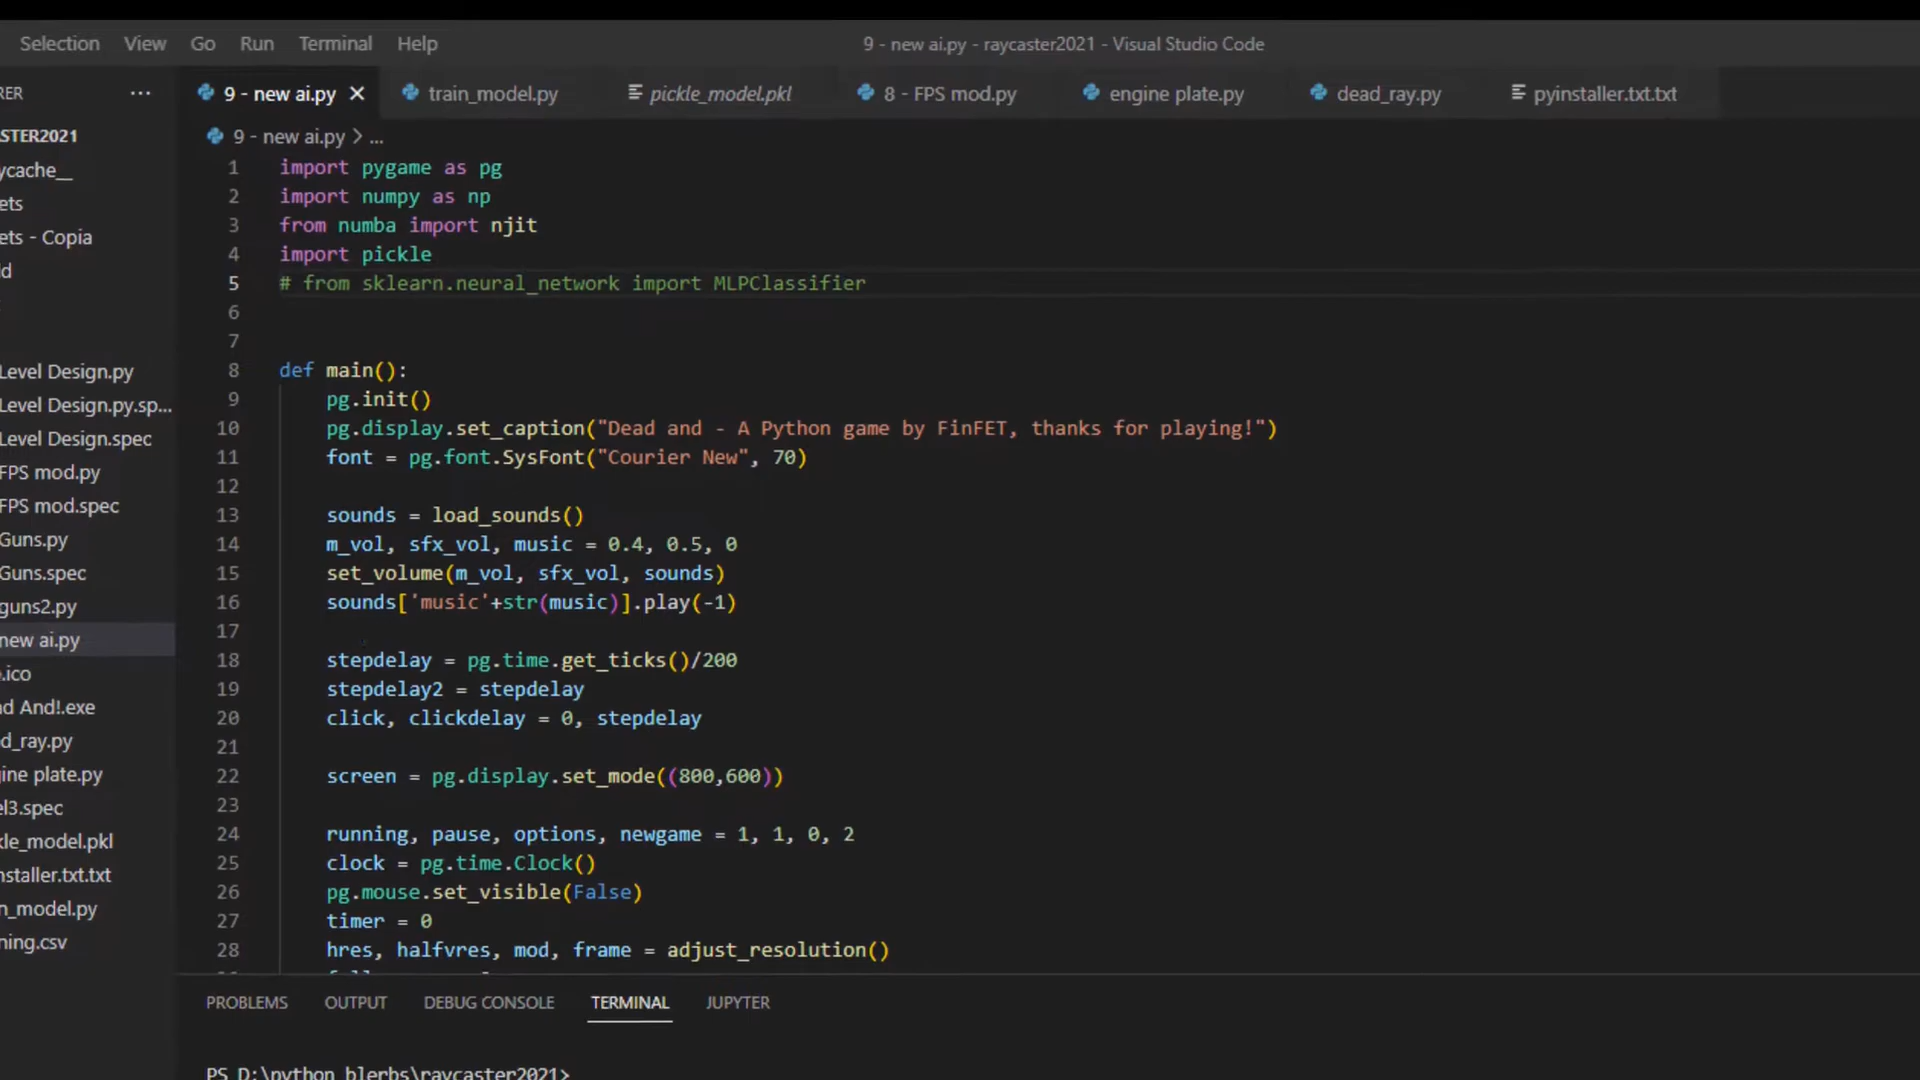 Selection View Go Run Terminal Help
9 - new ai.py - raycaster2021 - Visual Studio Code
RER ...
9 - new ai.py train_model.py pickle_model.pkl 8 - FPS mod.py engine plate.py dead_ray.py pyinstaller.txt.txt
9 - new ai.py > ...
STER2021
ycache__
ets
ets - Copia
ld
Level Design.py
Level Design.py.sp...
Level Design.spec
FPS mod.py
FPS mod.spec
Guns.py
Guns.spec
guns2.py
new ai.py
.ico
d And!.exe
d_ray.py
ine plate.py
el3.spec
kle_model.pkl
nstaller.txt.txt
n_model.py
ning.csv
1 import pygame as pg
2 import numpy as np
3 from numba import njit
4 import pickle
5 # from sklearn.neural_network import MLPClassifier
6
7
8 def main():
9 pg.init()
10 pg.display.set_caption("Dead and - A Python game by FinFET, thanks for playing!")
11 font = pg.font.SysFont("Courier New", 70)
12
13 sounds = load_sounds()
14 m_vol, sfx_vol, music = 0.4, 0.5, 0
15 set_volume(m_vol, sfx_vol, sounds)
16 sounds['music'+str(music)].play(-1)
17
18 stepdelay = pg.time.get_ticks()/200
19 stepdelay2 = stepdelay
20 click, clickdelay = 0, stepdelay
21
22 screen = pg.display.set_mode((800,600))
23
24 running, pause, options, newgame = 1, 1, 0, 2
25 clock = pg.time.Clock()
26 pg.mouse.set_visible(False)
27 timer = 0
28 hres, halfvres, mod, frame = adjust_resolution()
PROBLEMS OUTPUT DEBUG CONSOLE TERMINAL JUPYTER
PS D:\python blerbs\raycaster2021>